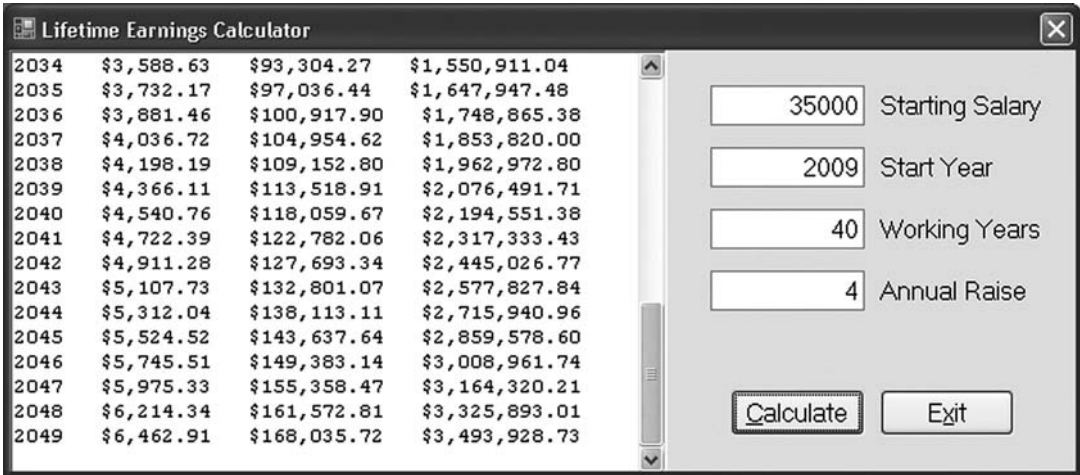 Lifetime Earnings Calculator
2034 $3,588.63 $93,304.27 $1,550,911.04
2035 $3,732.17 $97,036.44 $1,647,947.48
2036 $3,881.46 $100,917.90 $1,748,865.38
2037 $4,036.72 $104,954.62 $1,853,820.00
2038 $4,198.19 $109,152.80 $1,962,972.80
2039 $4,366.11 $113,518.91 $2,076,491.71
2040 $4,540.76 $118,059.67 $2,194,551.38
2041 $4,722.39 $122,782.06 $2,317,333.43
2042 $4,911.28 $127,693.34 $2,445,026.77
2043 $5,107.73 $132,801.07 $2,577,827.84
2044 $5,312.04 $138,113.11 $2,715,940.96
2045 $5,524.52 $143,637.64 $2,859,578.60
2046 $5,745.51 $149,383.14 $3,008,961.74
2047 $5,975.33 $155,358.47 $3,164,320.21
2048 $6,214.34 $161,572.81 $3,325,893.01
2049 $6,462.91 $168,035.72 $3,493,928.73
35000 Starting Salary
2009 Start Year
40 Working Years
4 Annual Raise
Calculate Exit